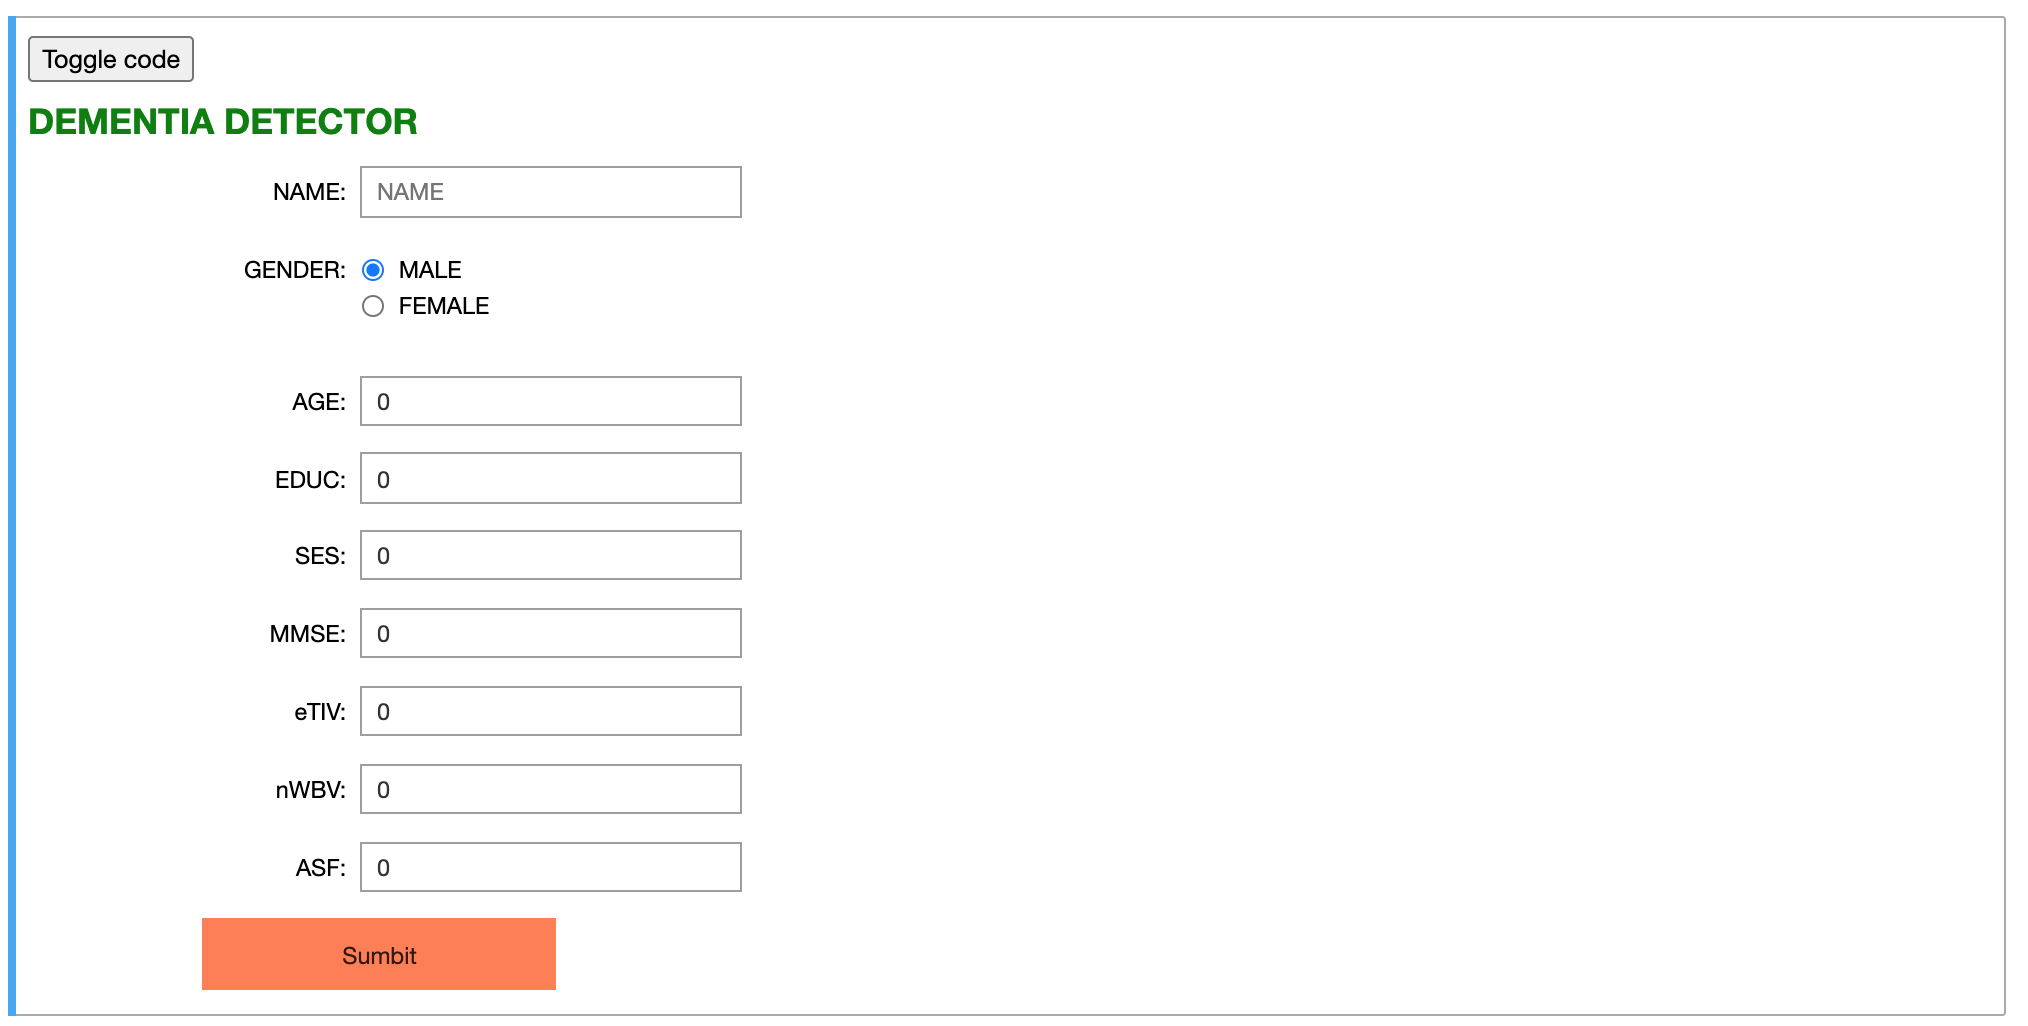 Toggle code
DEMENTIA DETECTOR
NAME: NAME
GENDER: MALE
FEMALE
AGE: 0
EDUC: 0
SES: 0
MMSE: 0
eTIV: 0
nWBV: 0
ASF: 0
Sumbit